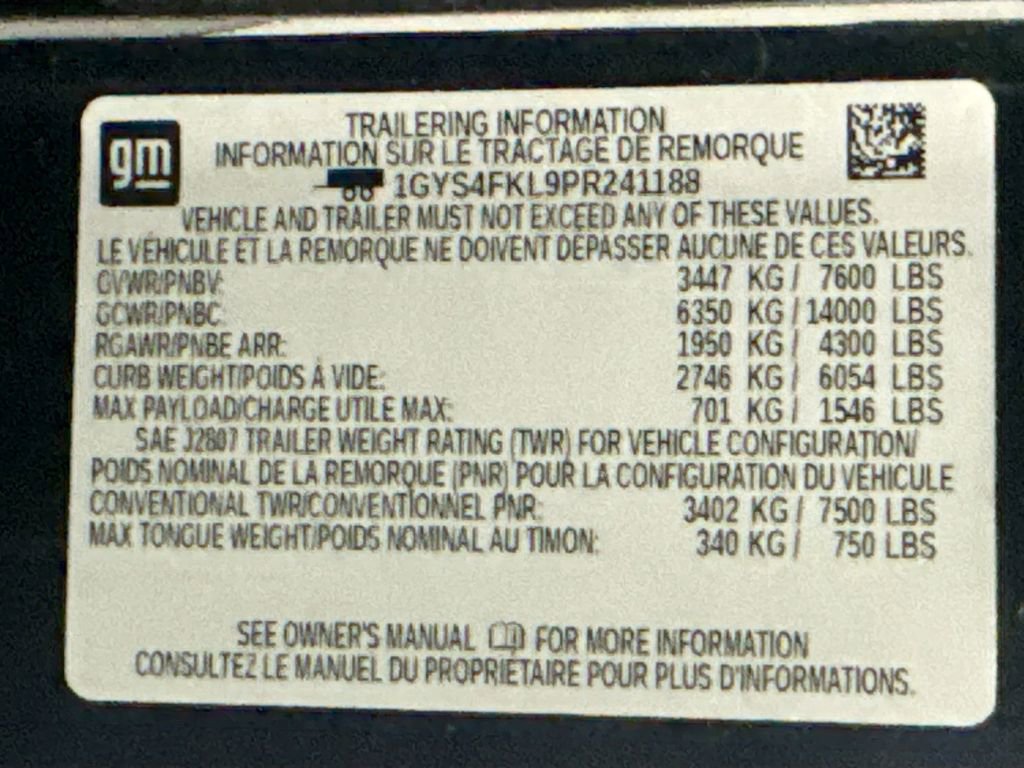 gm
TRAILERING INFORMATION
INFORMATION SUR LE TRACTAGE DE REMORQUE
1GYS4FKL9PR241188
VEHICLE AND TRAILER MUST NOT EXCEED ANY OF THESE VALUES.
LE VÉHICULE ET LA REMORQUE NE DOIVENT DÉPASSER AUCUNE DE CES VALEURS.
GVWR/PNBV: 3447 KG / 7600 LBS
GCWR/PNBC: 6350 KG / 14000 LBS
RGAWR/PNBE ARR: 1950 KG / 4300 LBS
CURB WEIGHT/POIDS À VIDE: 2746 KG / 6054 LBS
MAX PAYLOAD/CHARGE UTILE MAX: 701 KG / 1546 LBS
SAE J2807 TRAILER WEIGHT RATING (TWR) FOR VEHICLE CONFIGURATION/
POIDS NOMINAL DE LA REMORQUE (PNR) POUR LA CONFIGURATION DU VÉHICULE
CONVENTIONAL TWR/CONVENTIONNEL PNR: 3402 KG / 7500 LBS
MAX TONGUE WEIGHT/POIDS NOMINAL AU TIMON: 340 KG / 750 LBS
SEE OWNER'S MANUAL FOR MORE INFORMATION
CONSULTEZ LE MANUEL DU PROPRIÉTAIRE POUR PLUS D'INFORMATIONS.